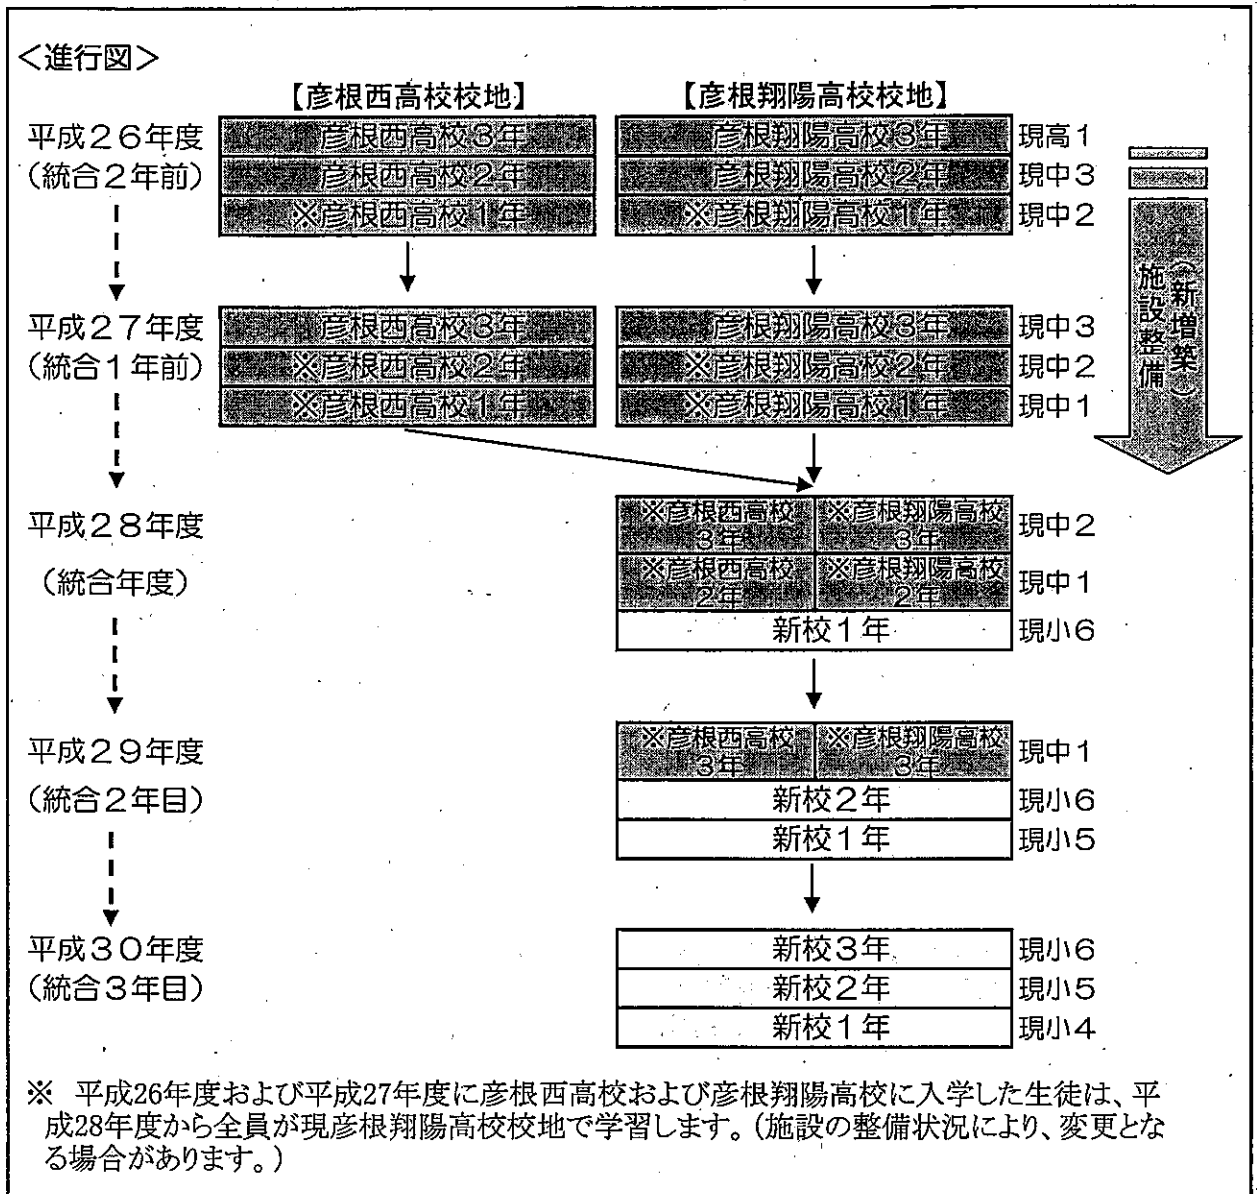 ＜進行図＞
【彦根西高校校地】 【彦根翔陽高校校地】
平成２６年度 彦根西高校３年 彦根翔陽高校３年 現高１
（統合２年前） 彦根西高校２年 彦根翔陽高校２年 現中３
※彦根西高校１年 ※彦根翔陽高校１年 現中２
平成２７年度 彦根西高校３年 彦根翔陽高校３年 現中３
（統合１年前） ※彦根西高校２年 ※彦根翔陽高校２年 現中２
※彦根西高校１年 ※彦根翔陽高校１年 現中１
施設整備
（新増築）
平成２８年度 ※彦根西高校３年 ※彦根翔陽高校３年 現中２
（統合年度） ※彦根西高校２年 ※彦根翔陽高校２年 現中１
新校１年 現小６
平成２９年度 ※彦根西高校３年 ※彦根翔陽高校３年 現中１
（統合２年目） 新校２年 現小６
新校１年 現小５
平成３０年度 新校３年 現小６
（統合３年目） 新校２年 現小５
新校１年 現小４
※ 平成26年度および平成27年度に彦根西高校および彦根翔陽高校に入学した生徒は、平
成28年度から全員が現彦根翔陽高校校地で学習します。（施設の整備状況により、変更とな
る場合があります。）